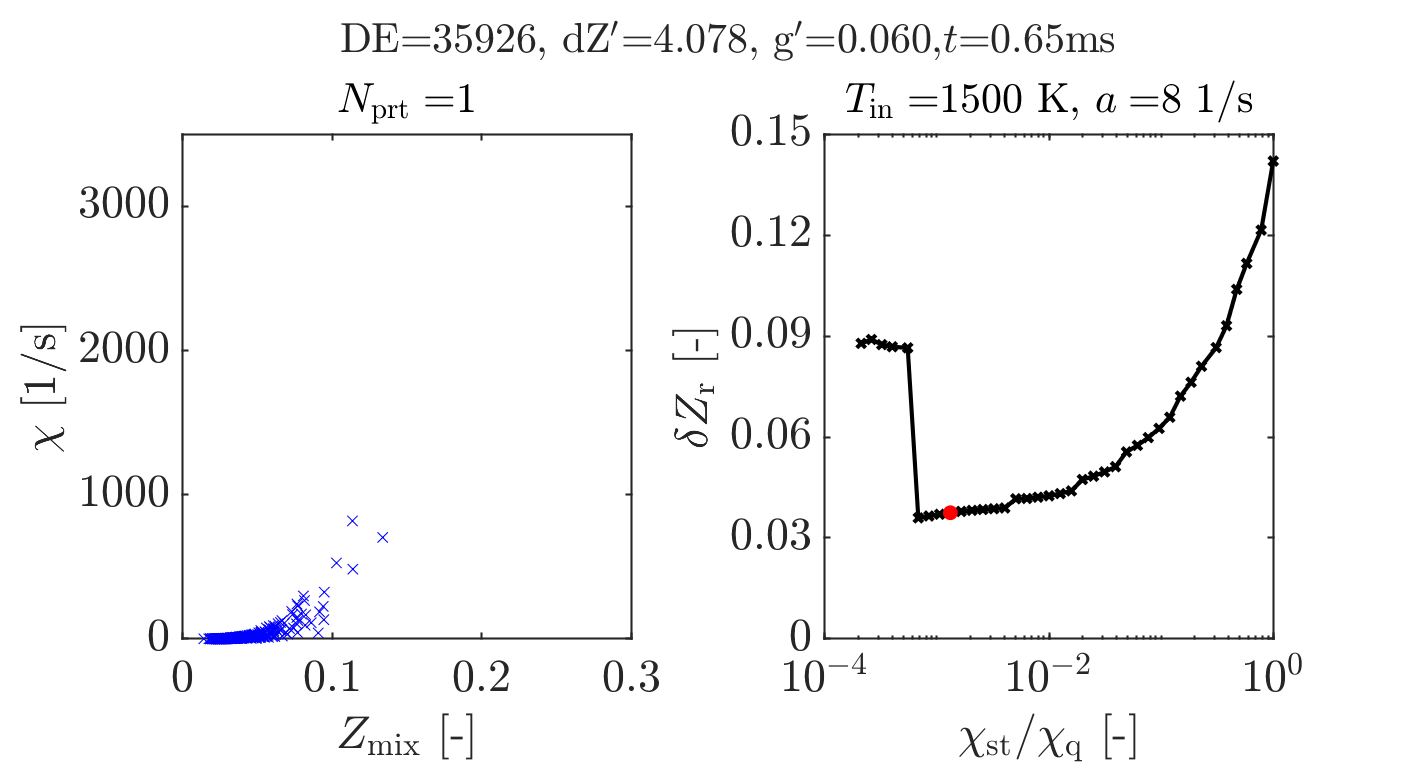 DE=35926, dZ′=4.078, g′=0.060,t=0.65ms
N_prt =1
3000
2000
1000
0
χ [1/s]
0 0.1 0.2 0.3
Z_mix [-]
T_in =1500 K, a =8 1/s
0.15
0.12
0.09
0.06
0.03
0
δZ_r [-]
10^−4 10^−2 10^0
χ_st/χ_q [-]